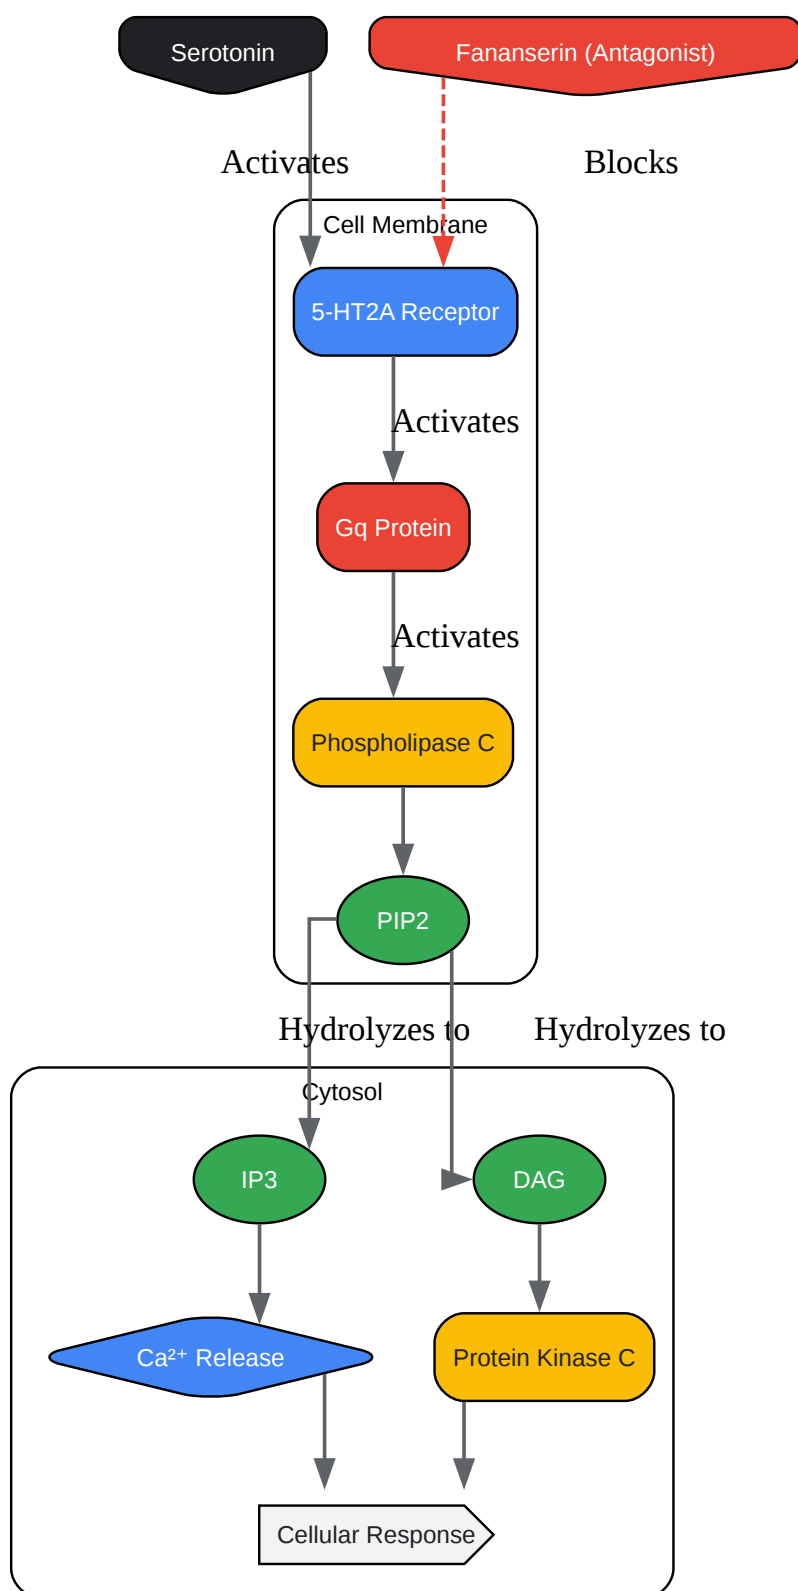 Serotonin
Fananserin (Antagonist)
Activates
Blocks
Cell Membrane
5-HT2A Receptor
Activates
Gq Protein
Activates
Phospholipase C
PIP2
Hydrolyzes to
Hydrolyzes to
Cytosol
IP3
DAG
Ca²⁺ Release
Protein Kinase C
Cellular Response